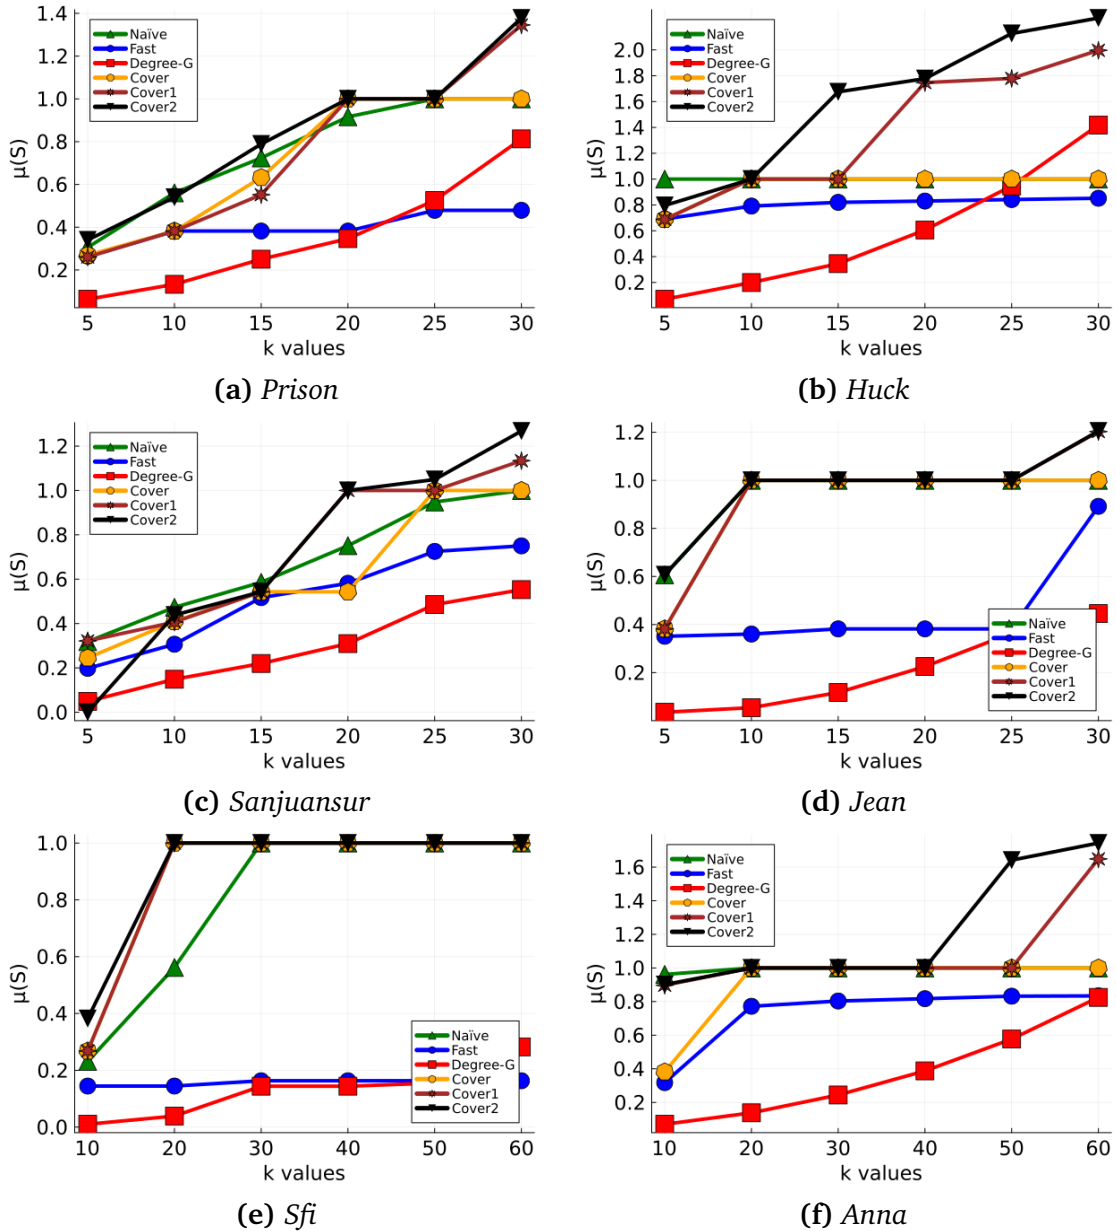 1.4
1.2
1.0
0.8
0.6
0.4
0.2
μ(S)
Naïve
Fast
Degree-G
Cover
Cover1
Cover2
5 10 15 20 25 30
k values
(a) Prison
2.0
1.8
1.6
1.4
1.2
1.0
0.8
0.6
0.4
0.2
μ(S)
Naïve
Fast
Degree-G
Cover
Cover1
Cover2
5 10 15 20 25 30
k values
(b) Huck
1.2
1.0
0.8
0.6
0.4
0.2
0.0
μ(S)
Naïve
Fast
Degree-G
Cover
Cover1
Cover2
5 10 15 20 25 30
k values
(c) Sanjuansur
1.2
1.0
0.8
0.6
0.4
0.2
μ(S)
Naïve
Fast
Degree-G
Cover
Cover1
Cover2
5 10 15 20 25 30
k values
(d) Jean
1.0
0.8
0.6
0.4
0.2
0.0
μ(S)
Naïve
Fast
Degree-G
Cover
Cover1
Cover2
10 20 30 40 50 60
k values
(e) Sfi
1.6
1.4
1.2
1.0
0.8
0.6
0.4
0.2
μ(S)
Naïve
Fast
Degree-G
Cover
Cover1
Cover2
10 20 30 40 50 60
k values
(f) Anna